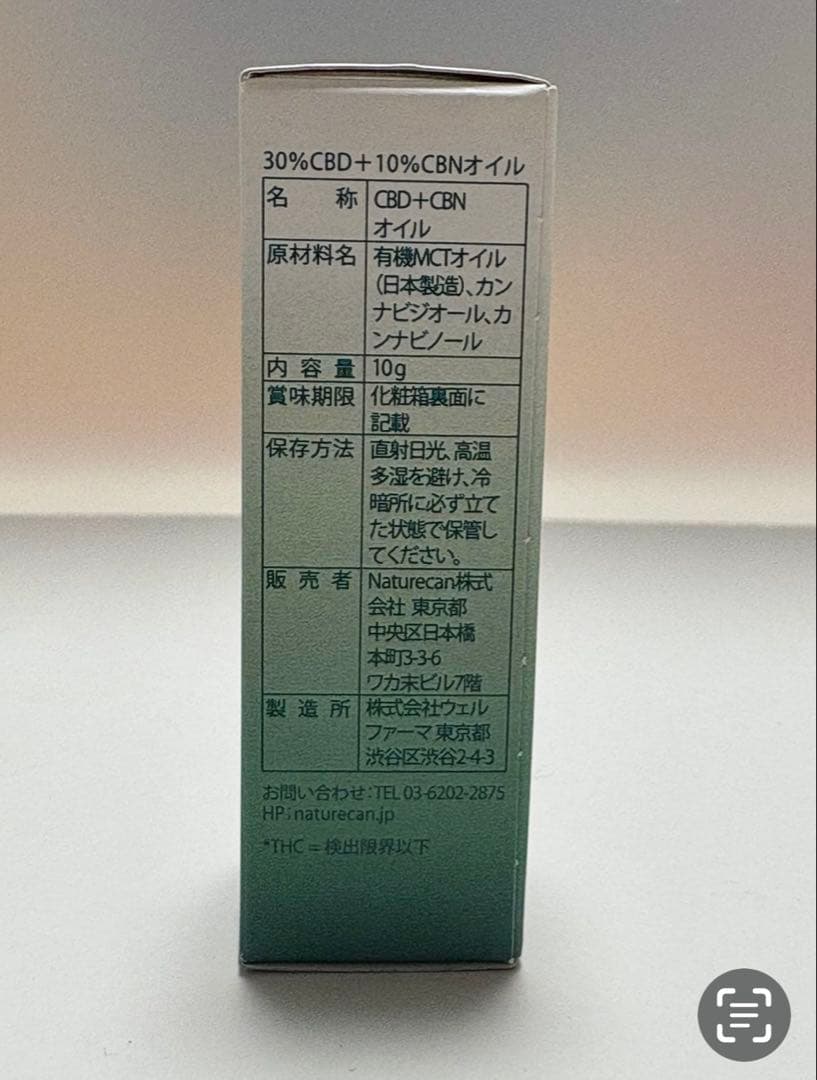 30%CBD＋10%CBNオイル
名称 CBD＋CBN
オイル
原材料名 有機MCTオイル
（日本製造）、カン
ナビジオール、カ
ンナビノール
内容量 10g
賞味期限 化粧箱裏面に
記載
保存方法 直射日光、高温
多湿を避け、冷
暗所に必ず立て
た状態で保管し
てください。
販売者 Naturecan株式
会社 東京都
中央区日本橋
本町3-3-6
ワカ末ビル7階
製造所 株式会社ウェル
ファーマ 東京都
渋谷区渋谷2-4-3
お問い合わせ：TEL 03-6202-2875
HP：naturecan.jp
*THC＝検出限界以下